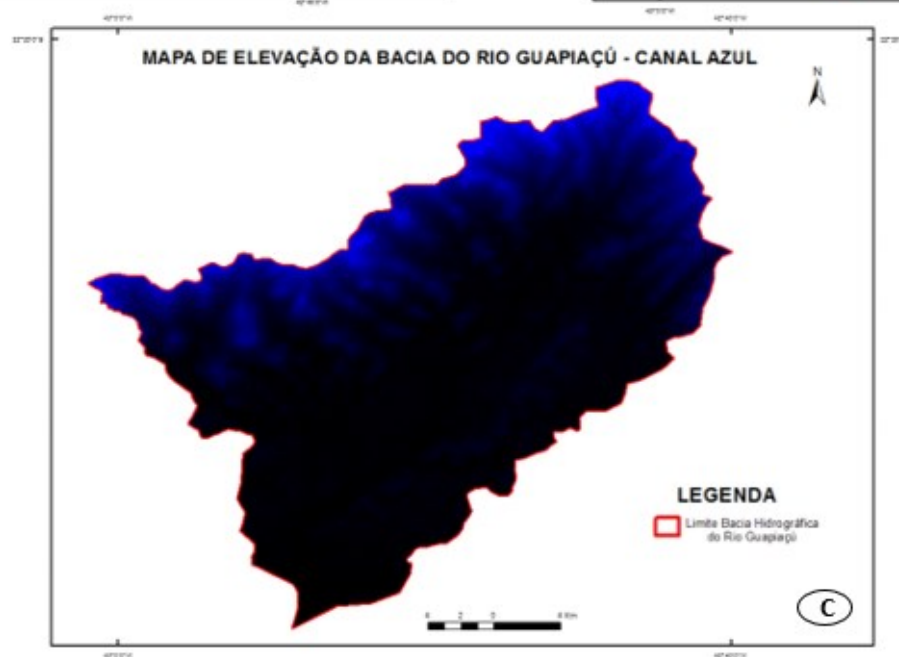 MAPA DE ELEVAÇÃO DA BACIA DO RIO GUAPIAÇÚ - CANAL AZUL
N
LEGENDA
Limite Bacia Hidrográfica
do Rio Guapiaçú
C